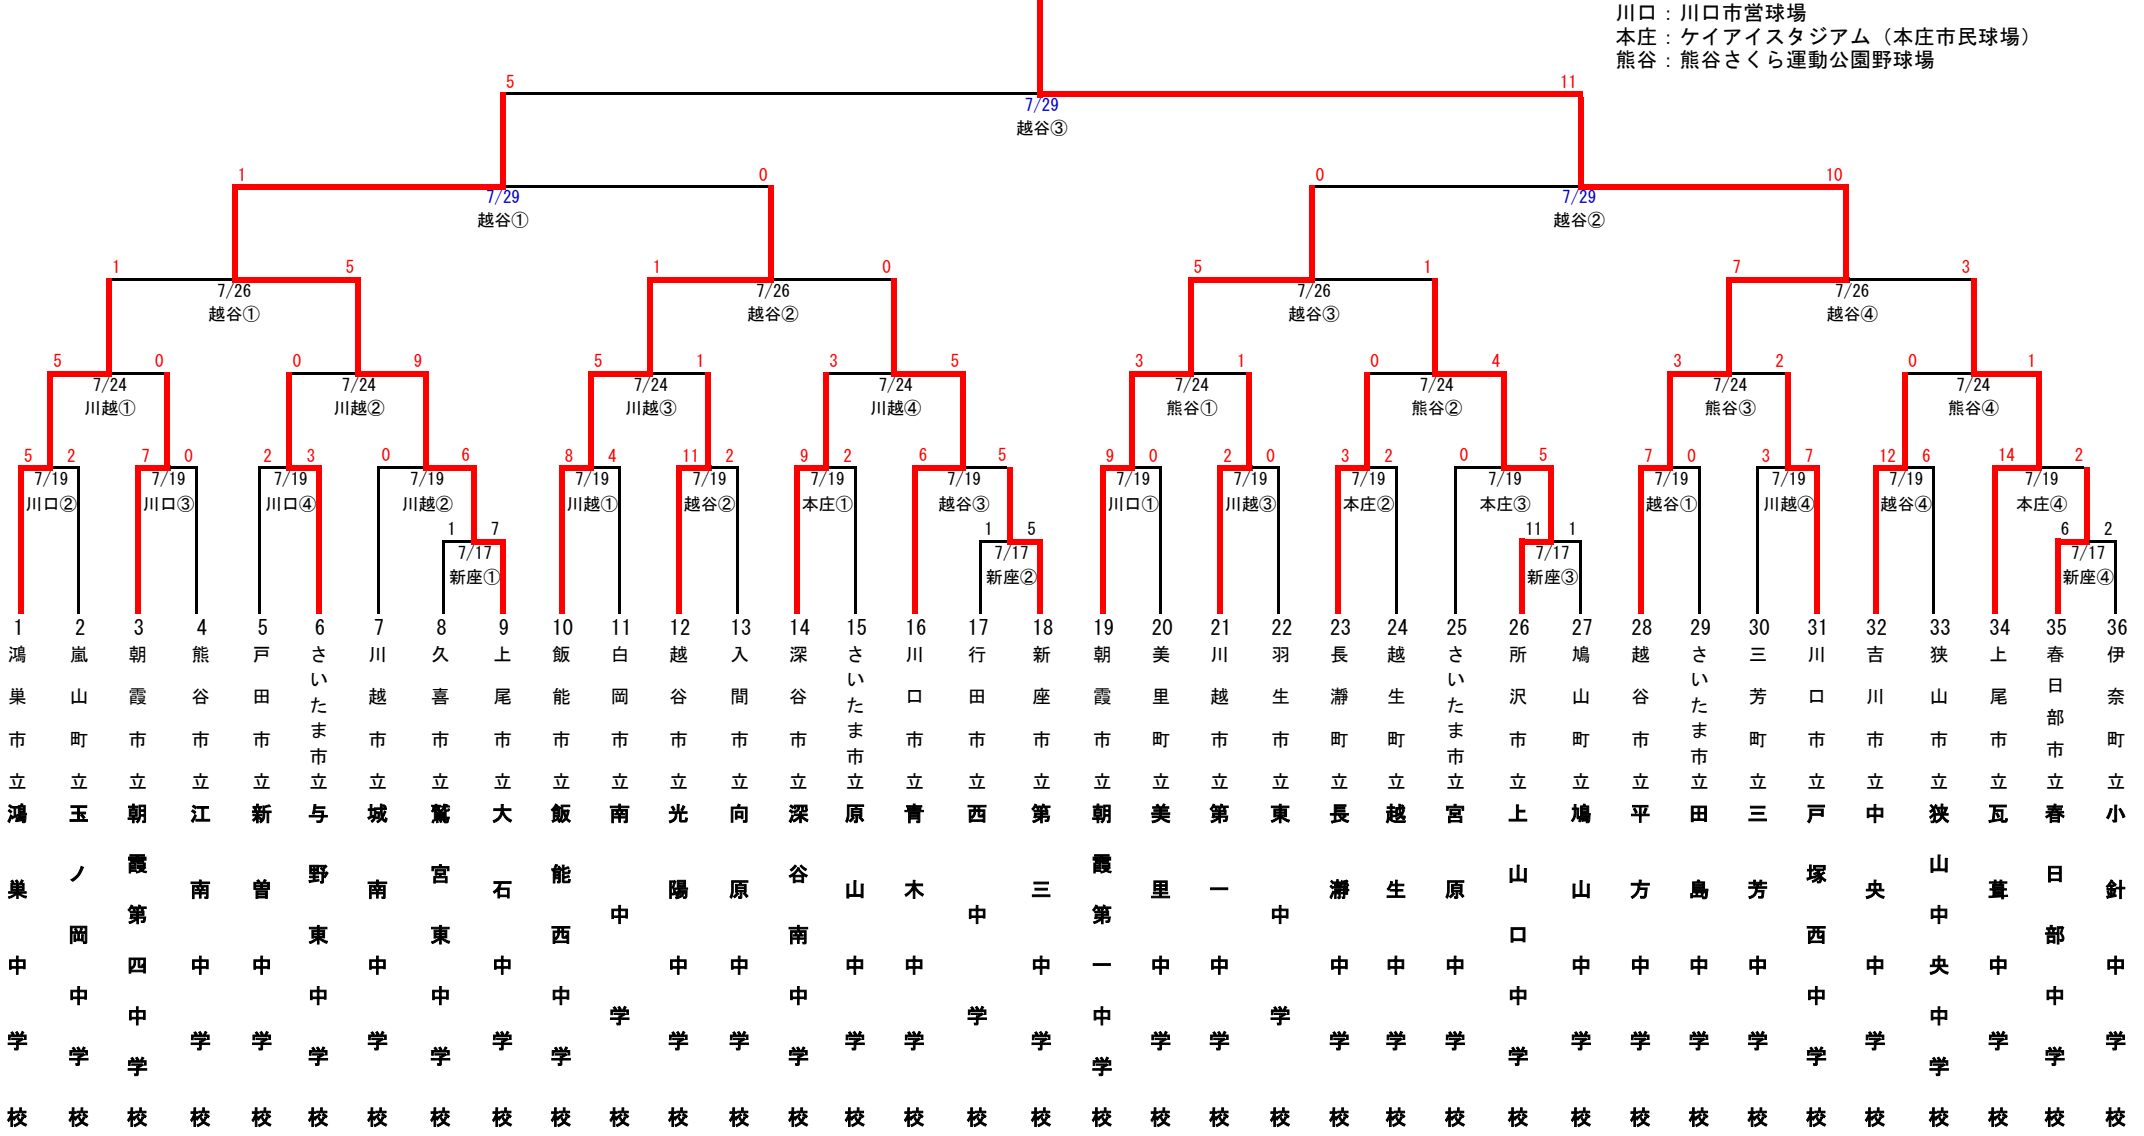 川口：川口市営球場
本庄：ケイアイスタジアム（本庄市民球場）
熊谷：熊谷さくら運動公園野球場
5 11
7/29
越谷③
1 0 0 10
7/29 7/29
越谷① 越谷②
1 5 1 0 5 1 7 3
7/26 7/26 7/26 7/26
越谷① 越谷② 越谷③ 越谷④
5 0 0 9 5 1 3 5 3 1 0 4 3 2 0 1
7/24 7/24 7/24 7/24 7/24 7/24 7/24 7/24
川越① 川越② 川越③ 川越④ 熊谷① 熊谷② 熊谷③ 熊谷④
5 2 7 0 2 3 0 6 8 4 11 2 9 2 6 5 9 0 2 0 3 2 0 5 7 0 3 7 12 6 14 2
7/19 7/19 7/19 7/19 7/19 7/19 7/19 7/19 7/19 7/19 7/19 7/19 7/19 7/19 7/19 7/19
川口② 川口③ 川口④ 川越② 川越① 越谷② 本庄① 越谷③ 川口① 川越③ 本庄② 本庄③ 越谷① 川越④ 越谷④ 本庄④
1 7 1 5 11 1 6 2
7/17 7/17 7/17 7/17
新座① 新座② 新座③ 新座④
1 鴻巣市立鴻巣中学校
2 嵐山町立玉ノ岡中学校
3 朝霞市立朝霞第四中学校
4 熊谷市立江南中学校
5 戸田市立新曽中学校
6 さいたま市立与野東中学校
7 川越市立城南中学校
8 久喜市立鷲宮東中学校
9 上尾市立大石中学校
10 飯能市立飯能西中学校
11 白岡市立南中学校
12 越谷市立光陽中学校
13 入間市立向原中学校
14 深谷市立深谷南中学校
15 さいたま市立原山中学校
16 川口市立青木中学校
17 行田市立西中学校
18 新座市立第三中学校
19 朝霞市立朝霞第一中学校
20 美里町立美里中学校
21 川越市立第一中学校
22 羽生市立東中学校
23 長瀞町立長瀞中学校
24 越生町立越生中学校
25 さいたま市立宮原中学校
26 所沢市立上山口中学校
27 鳩山町立鳩山中学校
28 越谷市立平方中学校
29 さいたま市立田島中学校
30 三芳町立三芳中学校
31 川口市立戸塚西中学校
32 吉川市立中央中学校
33 狭山市立狭山中央中学校
34 上尾市立瓦葺中学校
35 春日部市立春日部中学校
36 伊奈町立小針中学校